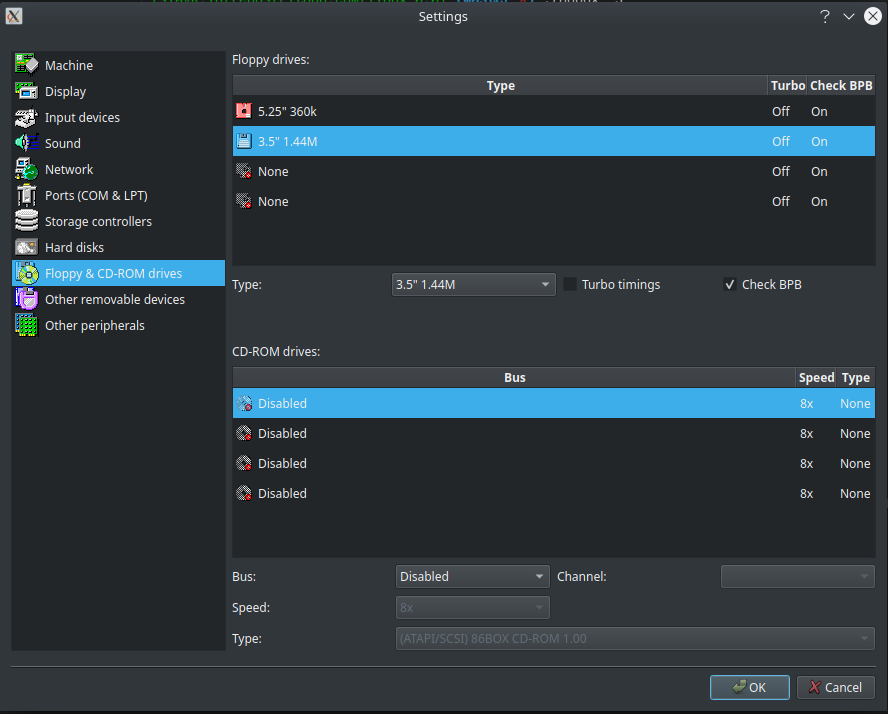 Settings
Machine
Display
Input devices
Sound
Network
Ports (COM & LPT)
Storage controllers
Hard disks
Floppy & CD-ROM drives
Other removable devices
Other peripherals
Floppy drives:
Type Turbo Check BPB
5.25" 360k Off On
3.5" 1.44M Off On
None Off On
None Off On
Type: 3.5" 1.44M Turbo timings Check BPB
CD-ROM drives:
Bus Speed Type
Disabled 8x None
Disabled 8x None
Disabled 8x None
Disabled 8x None
Bus: Disabled Channel:
Speed: 8x
Type: (ATAPI/SCSI) 86BOX CD-ROM 1.00
OK Cancel